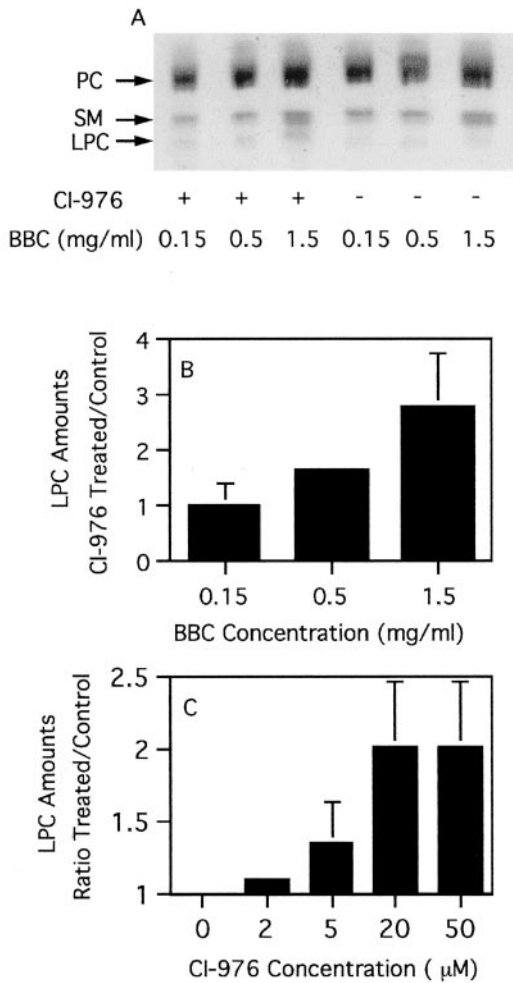 A
PC
SM
LPC
CI-976 + + + - - -
BBC (mg/ml) 0.15 0.5 1.5 0.15 0.5 1.5
B
LPC Amounts
CI-976 Treated/Control
4
3
2
1
0
0.15 0.5 1.5
BBC Concentration (mg/ml)
C
LPC Amounts
Ratio Treated/Control
2.5
2
1.5
1
0 2 5 20 50
CI-976 Concentration ( μM)